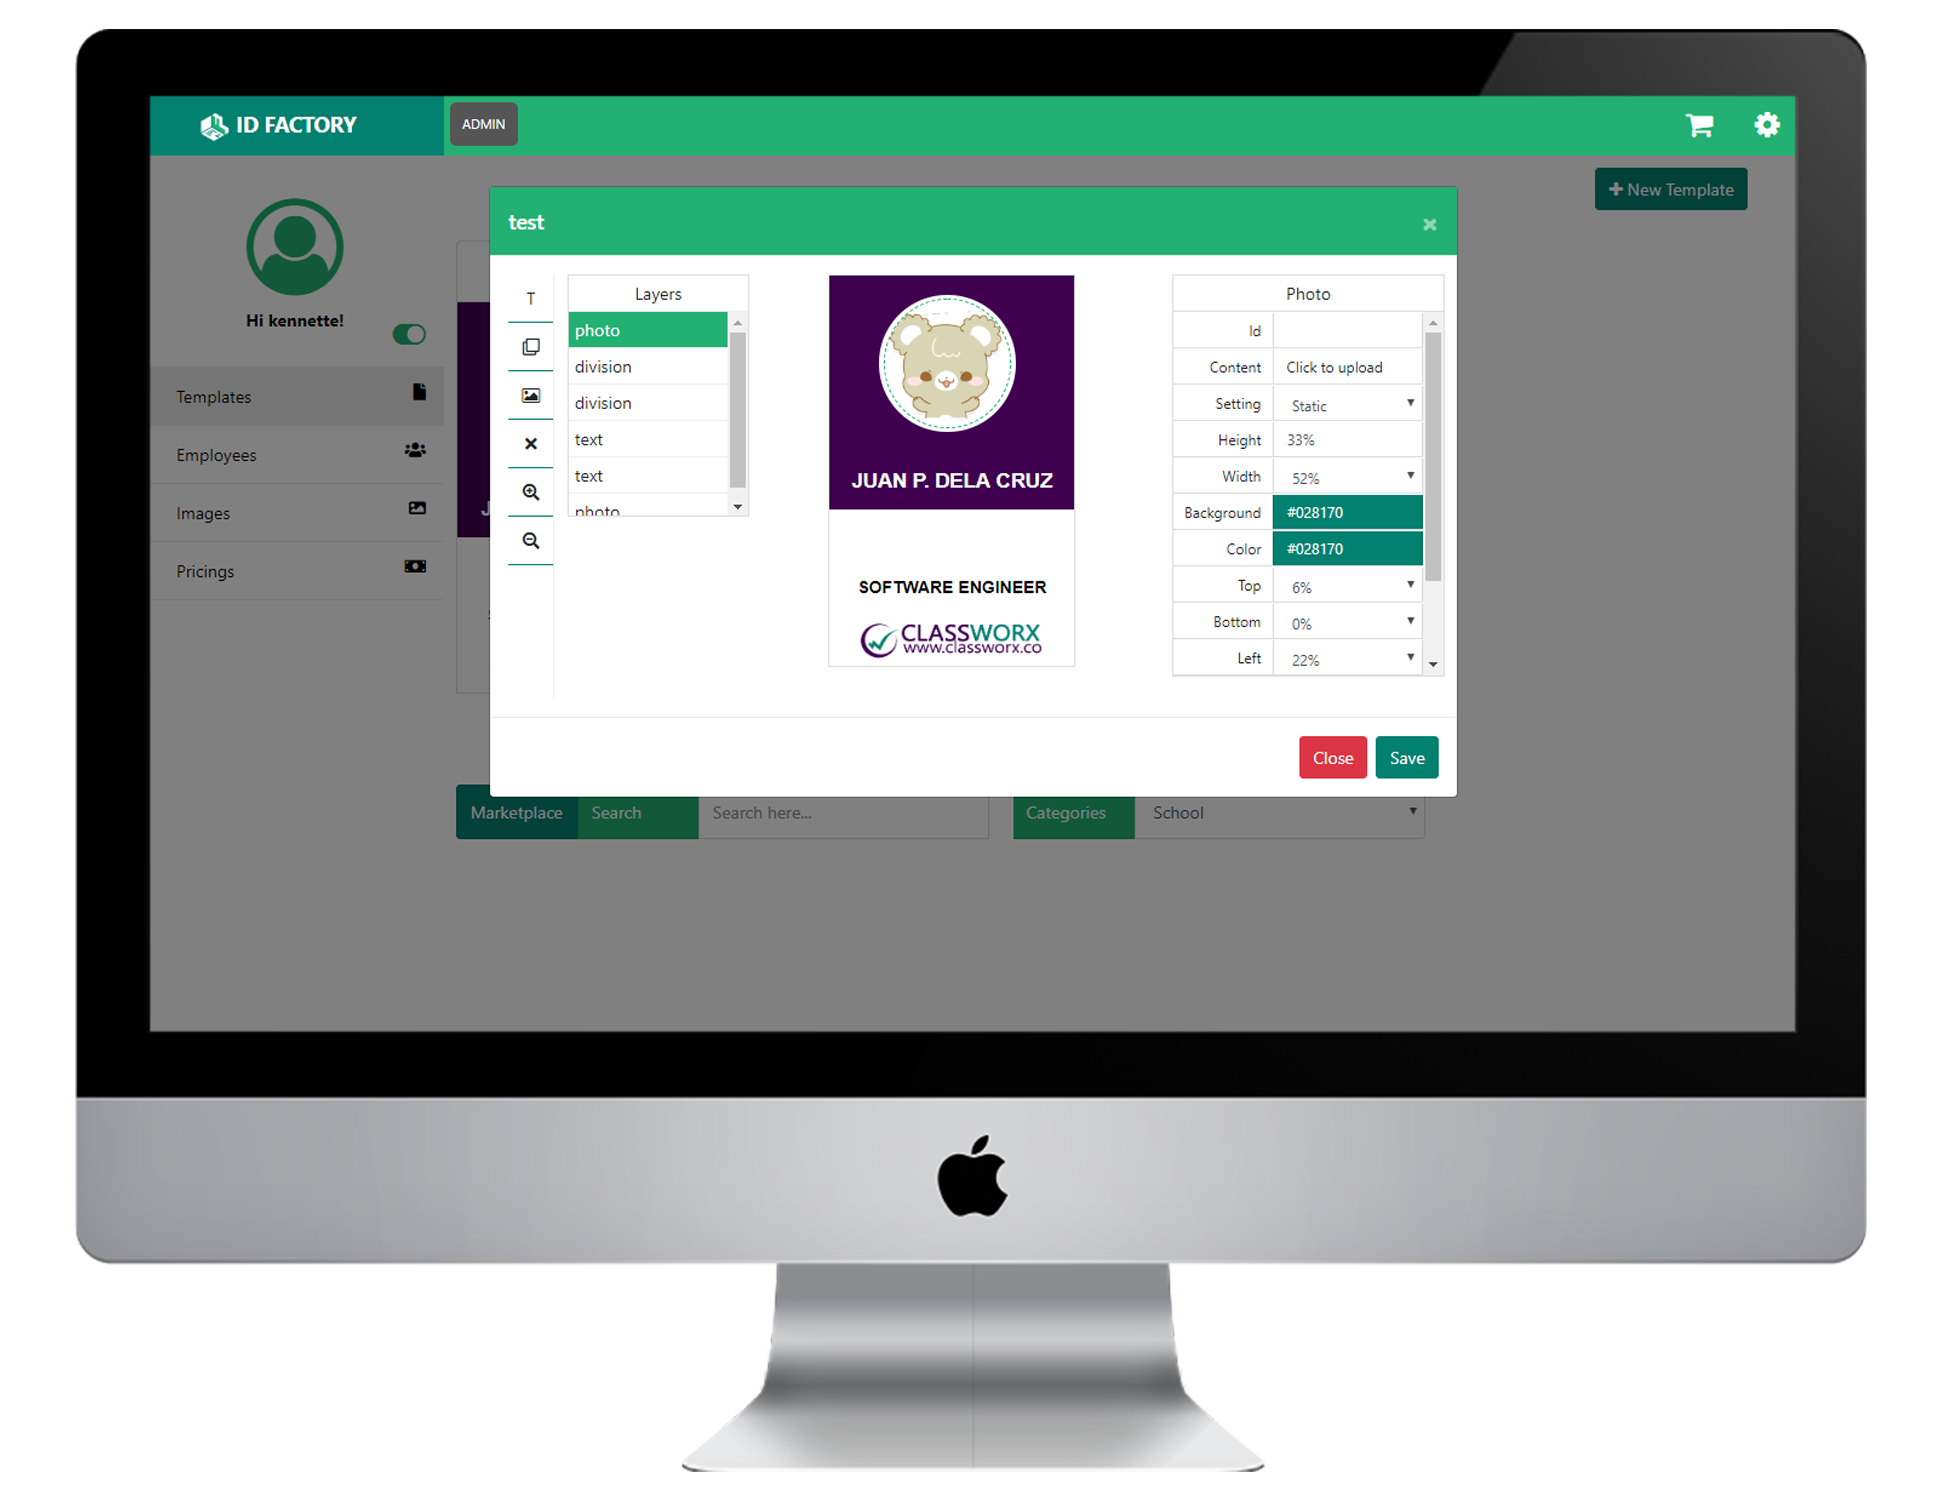 ID FACTORY
ADMIN
New Template
Hi kennette!
Templates
Employees
Images
Pricings
test
T
Layers
photo
division
division
text
text
photo
JUAN P. DELA CRUZ
SOFTWARE ENGINEER
CLASSWORX
www.classworx.co
Photo
Id
Content Click to upload
Setting Static
Height 33%
Width 52%
Background #028170
Color #028170
Top 6%
Bottom 0%
Left 22%
Close Save
J
Marketplace Search Search here... Categories School